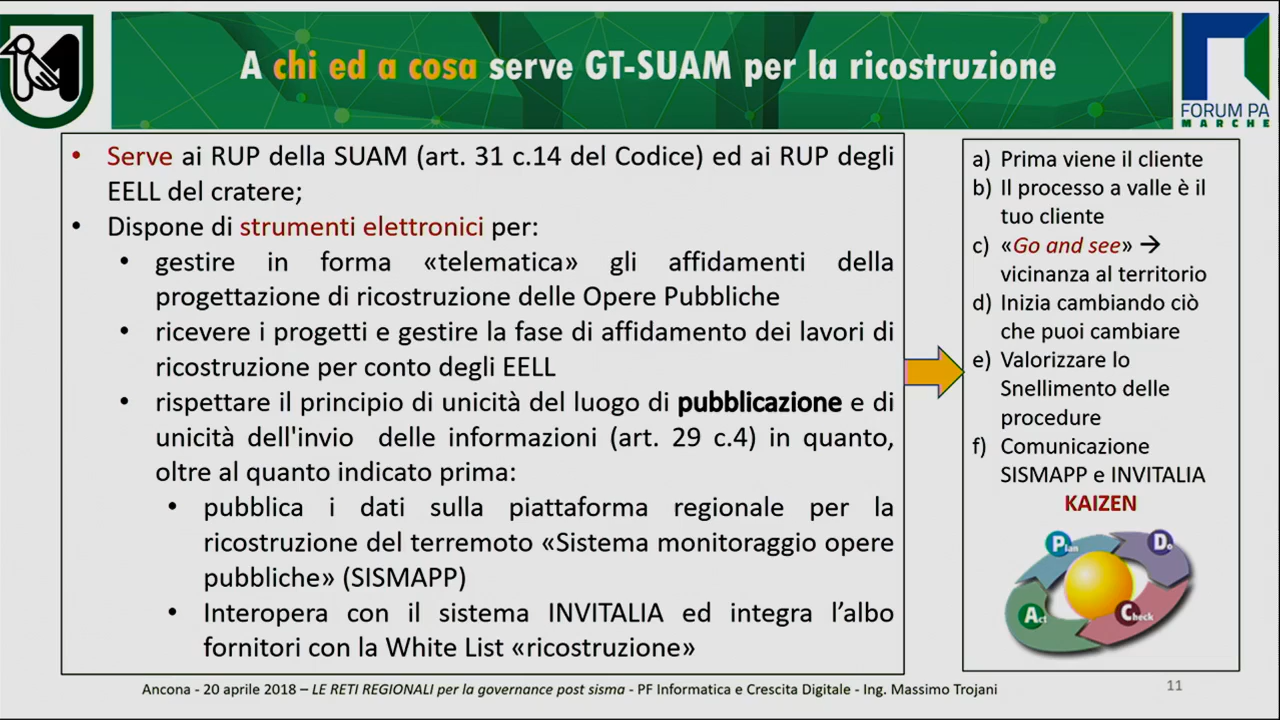 A chi ed a cosa serve GT-SUAM per la ricostruzione
FORUM PA
MARCHE
• Serve ai RUP della SUAM (art. 31 c.14 del Codice) ed ai RUP degli
EELL del cratere;
• Dispone di strumenti elettronici per:
• gestire in forma «telematica» gli affidamenti della
progettazione di ricostruzione delle Opere Pubbliche
• ricevere i progetti e gestire la fase di affidamento dei lavori di
ricostruzione per conto degli EELL
• rispettare il principio di unicità del luogo di pubblicazione e di
unicità dell'invio delle informazioni (art. 29 c.4) in quanto,
oltre al quanto indicato prima:
• pubblica i dati sulla piattaforma regionale per la
ricostruzione del terremoto «Sistema monitoraggio opere
pubbliche» (SISMAPP)
• Interopera con il sistema INVITALIA ed integra l'albo
fornitori con la White List «ricostruzione»
a) Prima viene il cliente
b) Il processo a valle è il
tuo cliente
c) «Go and see» →
vicinanza al territorio
d) Inizia cambiando ciò
che puoi cambiare
e) Valorizzare lo
Snellimento delle
procedure
f) Comunicazione
SISMAPP e INVITALIA
KAIZEN
Plan
Do
Act
Check
Ancona - 20 aprile 2018 – LE RETI REGIONALI per la governance post sisma - PF Informatica e Crescita Digitale - Ing. Massimo Trojani
11